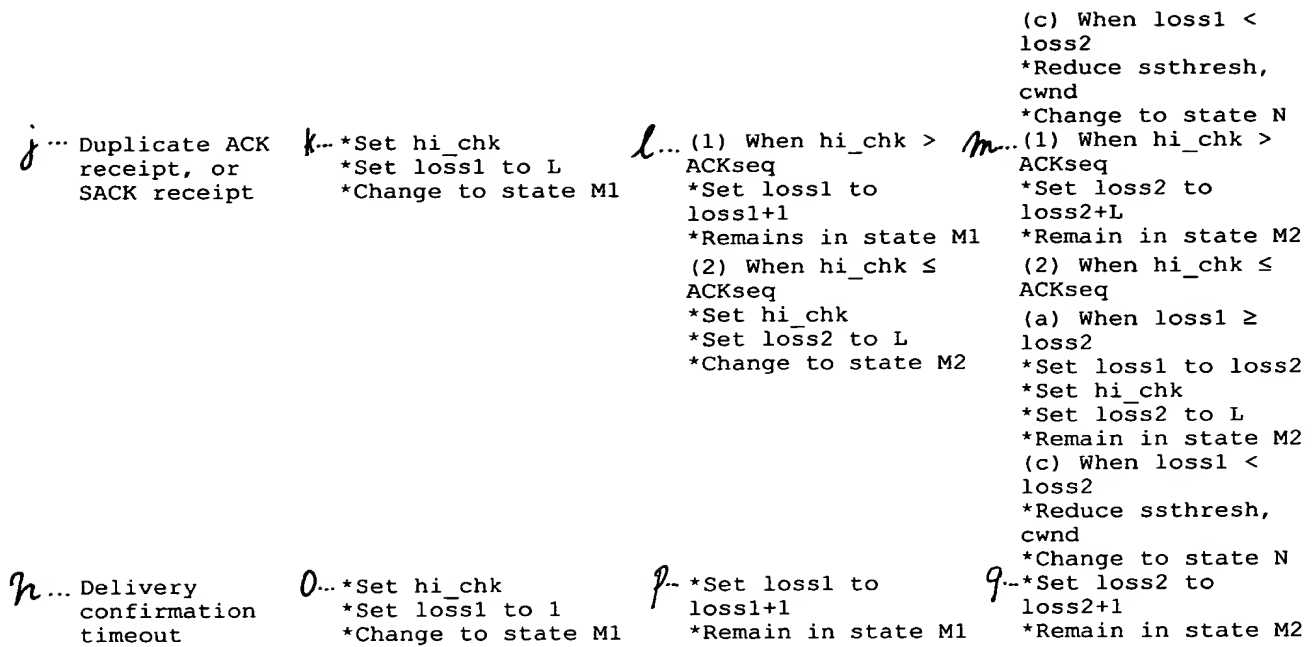 (c) When loss1 <
loss2
*Reduce ssthresh,
cwnd
*Change to state N
j... Duplicate ACK
receipt, or
SACK receipt
k... *Set hi_chk
*Set loss1 to L
*Change to state M1
l... (1) When hi_chk >
ACKseq
*Set loss1 to
loss1+1
*Remains in state M1
(2) When hi_chk ≤
ACKseq
*Set hi_chk
*Set loss2 to L
*Change to state M2
m... (1) When hi_chk >
ACKseq
*Set loss2 to
loss2+L
*Remain in state M2
(2) When hi_chk ≤
ACKseq
(a) When loss1 ≥
loss2
*Set loss1 to loss2
*Set hi_chk
*Set loss2 to L
*Remain in state M2
(c) When loss1 <
loss2
*Reduce ssthresh,
cwnd
*Change to state N
n... Delivery
confirmation
timeout
o... *Set hi_chk
*Set loss1 to 1
*Change to state M1
p... *Set loss1 to
loss1+1
*Remain in state M1
q... *Set loss2 to
loss2+1
*Remain in state M2